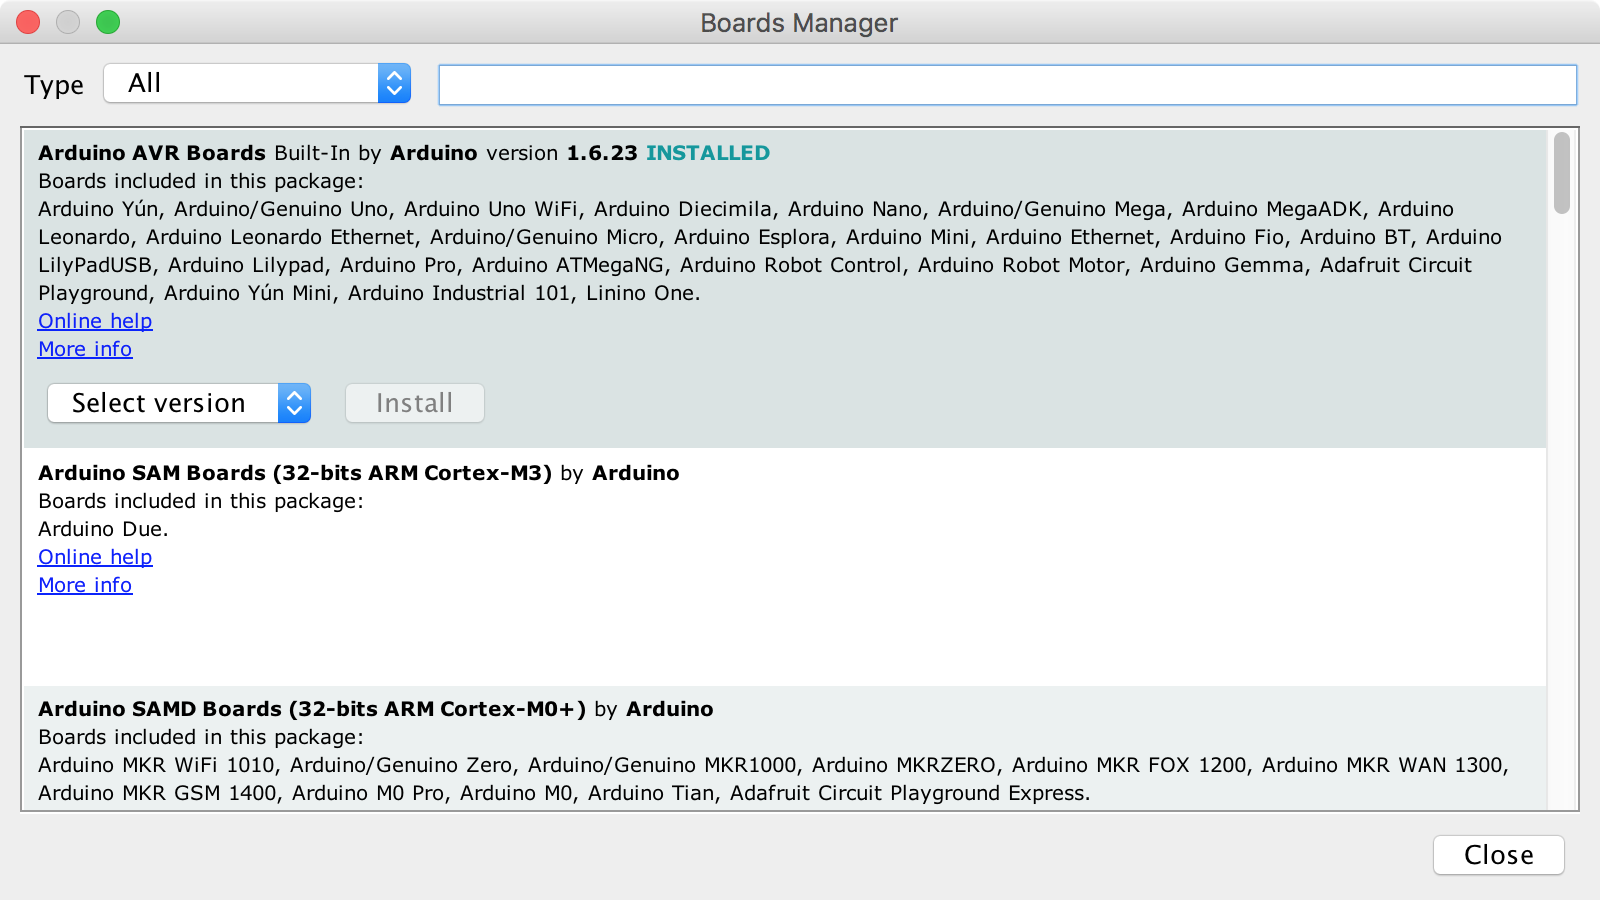 Boards Manager
Type All
Arduino AVR Boards Built-In by Arduino version 1.6.23 INSTALLED
Boards included in this package:
Arduino Yún, Arduino/Genuino Uno, Arduino Uno WiFi, Arduino Diecimila, Arduino Nano, Arduino/Genuino Mega, Arduino MegaADK, Arduino
Leonardo, Arduino Leonardo Ethernet, Arduino/Genuino Micro, Arduino Esplora, Arduino Mini, Arduino Ethernet, Arduino Fio, Arduino BT, Arduino
LilyPadUSB, Arduino Lilypad, Arduino Pro, Arduino ATMegaNG, Arduino Robot Control, Arduino Robot Motor, Arduino Gemma, Adafruit Circuit
Playground, Arduino Yún Mini, Arduino Industrial 101, Linino One.
Online help
More info
Select version Install
Arduino SAM Boards (32-bits ARM Cortex-M3) by Arduino
Boards included in this package:
Arduino Due.
Online help
More info
Arduino SAMD Boards (32-bits ARM Cortex-M0+) by Arduino
Boards included in this package:
Arduino MKR WiFi 1010, Arduino/Genuino Zero, Arduino/Genuino MKR1000, Arduino MKRZERO, Arduino MKR FOX 1200, Arduino MKR WAN 1300,
Arduino MKR GSM 1400, Arduino M0 Pro, Arduino M0, Arduino Tian, Adafruit Circuit Playground Express.
Close